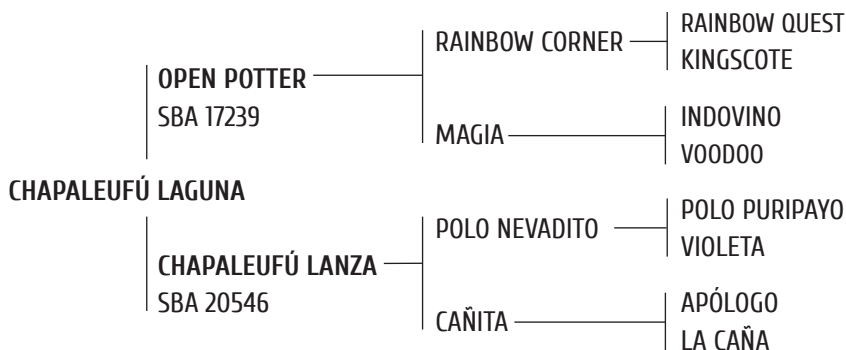 RAINBOW QUEST
RAINBOW CORNER
KINGSCOTE
OPEN POTTER
SBA 17239
INDOVINO
MAGIA
VOODOO
CHAPALEUFÚ LAGUNA
POLO PURIPAYO
POLO NEVADITO
VIOLETA
CHAPALEUFÚ LANZA
SBA 20546
APÓLOGO
CAÑITA
LA CAÑA